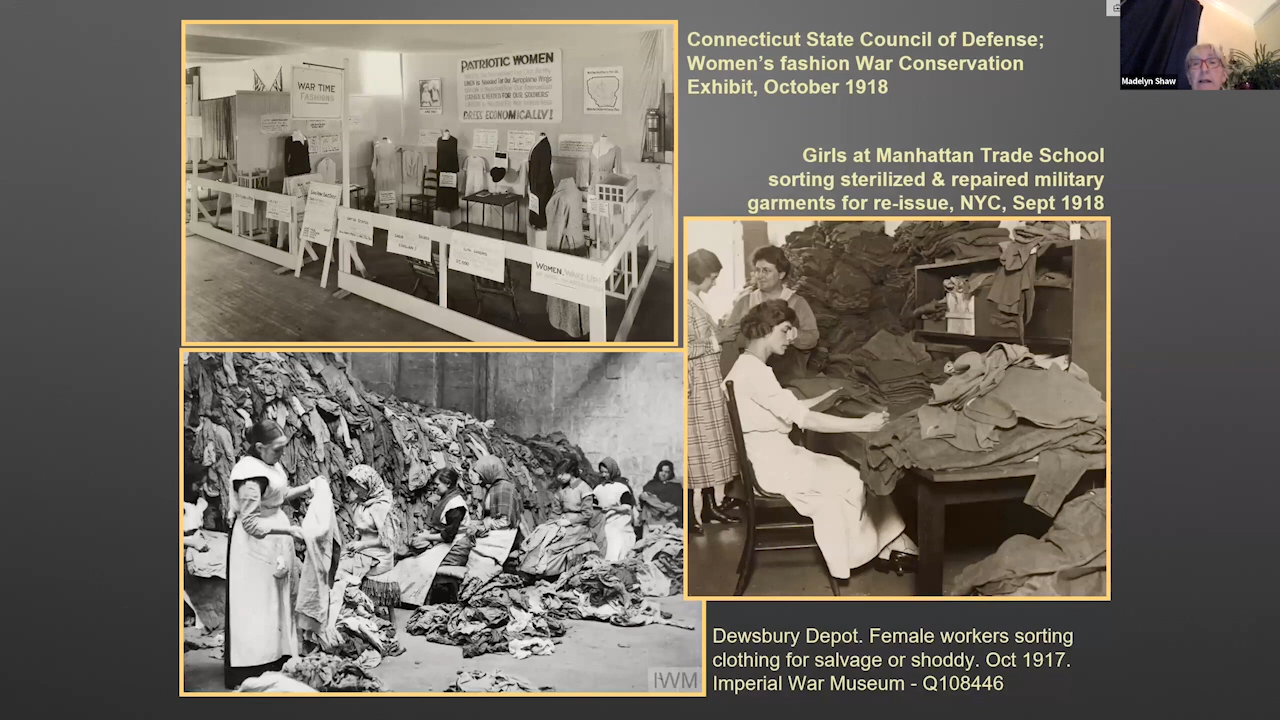 Connecticut State Council of Defense;
Women's fashion War Conservation
Exhibit, October 1918
Madelyn Shaw
Girls at Manhattan Trade School
sorting sterilized & repaired military
garments for re-issue, NYC, Sept 1918
WAR TIME
FASHIONS
PATRIOTIC WOMEN
DRESS ECONOMICALLY!
WOMEN, WAKE UP!
IWM
Dewsbury Depot. Female workers sorting
clothing for salvage or shoddy. Oct 1917.
Imperial War Museum - Q108446